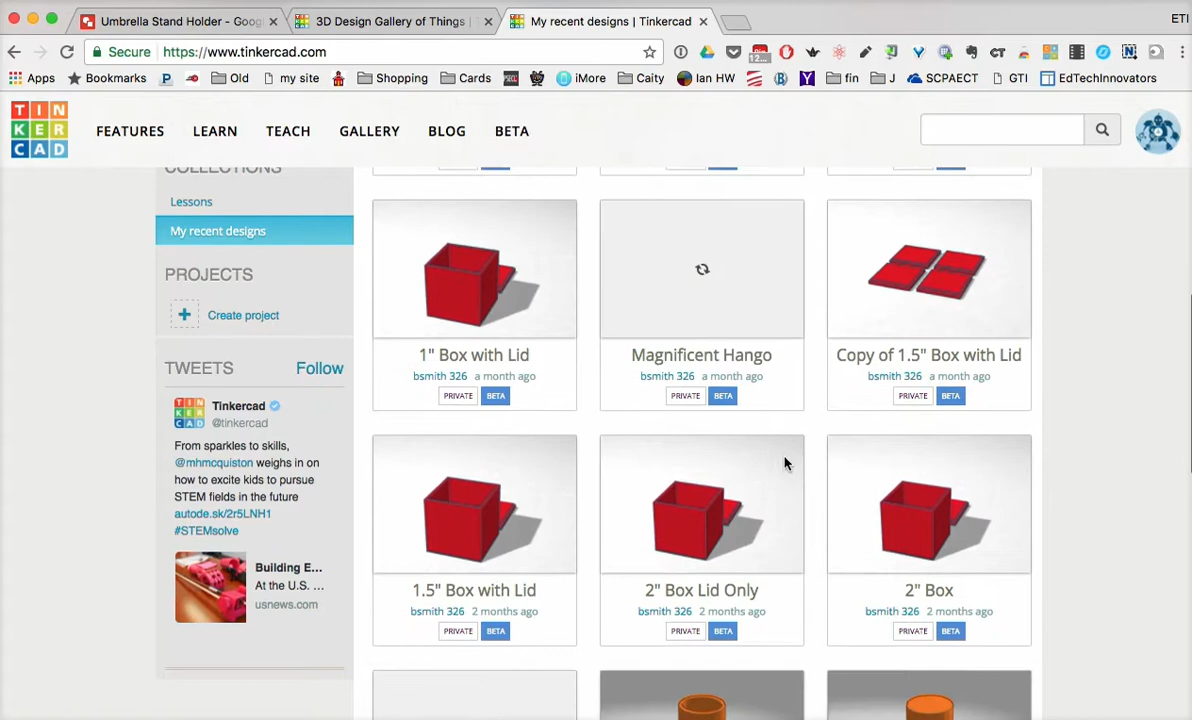 Umbrella Stand Holder - Goo
3D Design Gallery of Things |
My recent designs | Tinkercad
ETI
Secure
https://www.tinkercad.com
12...
CT
Apps
Bookmarks
Old
my site
Shopping
Cards
iMore
Caity
Ian HW
fin
J
SCPAECT
GTI
EdTechInnovators
TIN
KER
CAD
FEATURES
LEARN
TEACH
GALLERY
BLOG
BETA
COLLECTIONS
Lessons
My recent designs
PROJECTS
Create project
TWEETS
Follow
Tinkercad
@tinkercad
From sparkles to skills,
@mhmcquiston weighs in on
how to excite kids to pursue
STEM fields in the future
autode.sk/2r5LNH1
#STEMsolve
Building E...
At the U.S. ...
usnews.com
1" Box with Lid
bsmith 326 a month ago
PRIVATE BETA
Magnificent Hango
bsmith 326 a month ago
PRIVATE BETA
Copy of 1.5" Box with Lid
bsmith 326 a month ago
PRIVATE BETA
1.5" Box with Lid
bsmith 326 2 months ago
PRIVATE BETA
2" Box Lid Only
bsmith 326 2 months ago
PRIVATE BETA
2" Box
bsmith 326 2 months ago
PRIVATE BETA